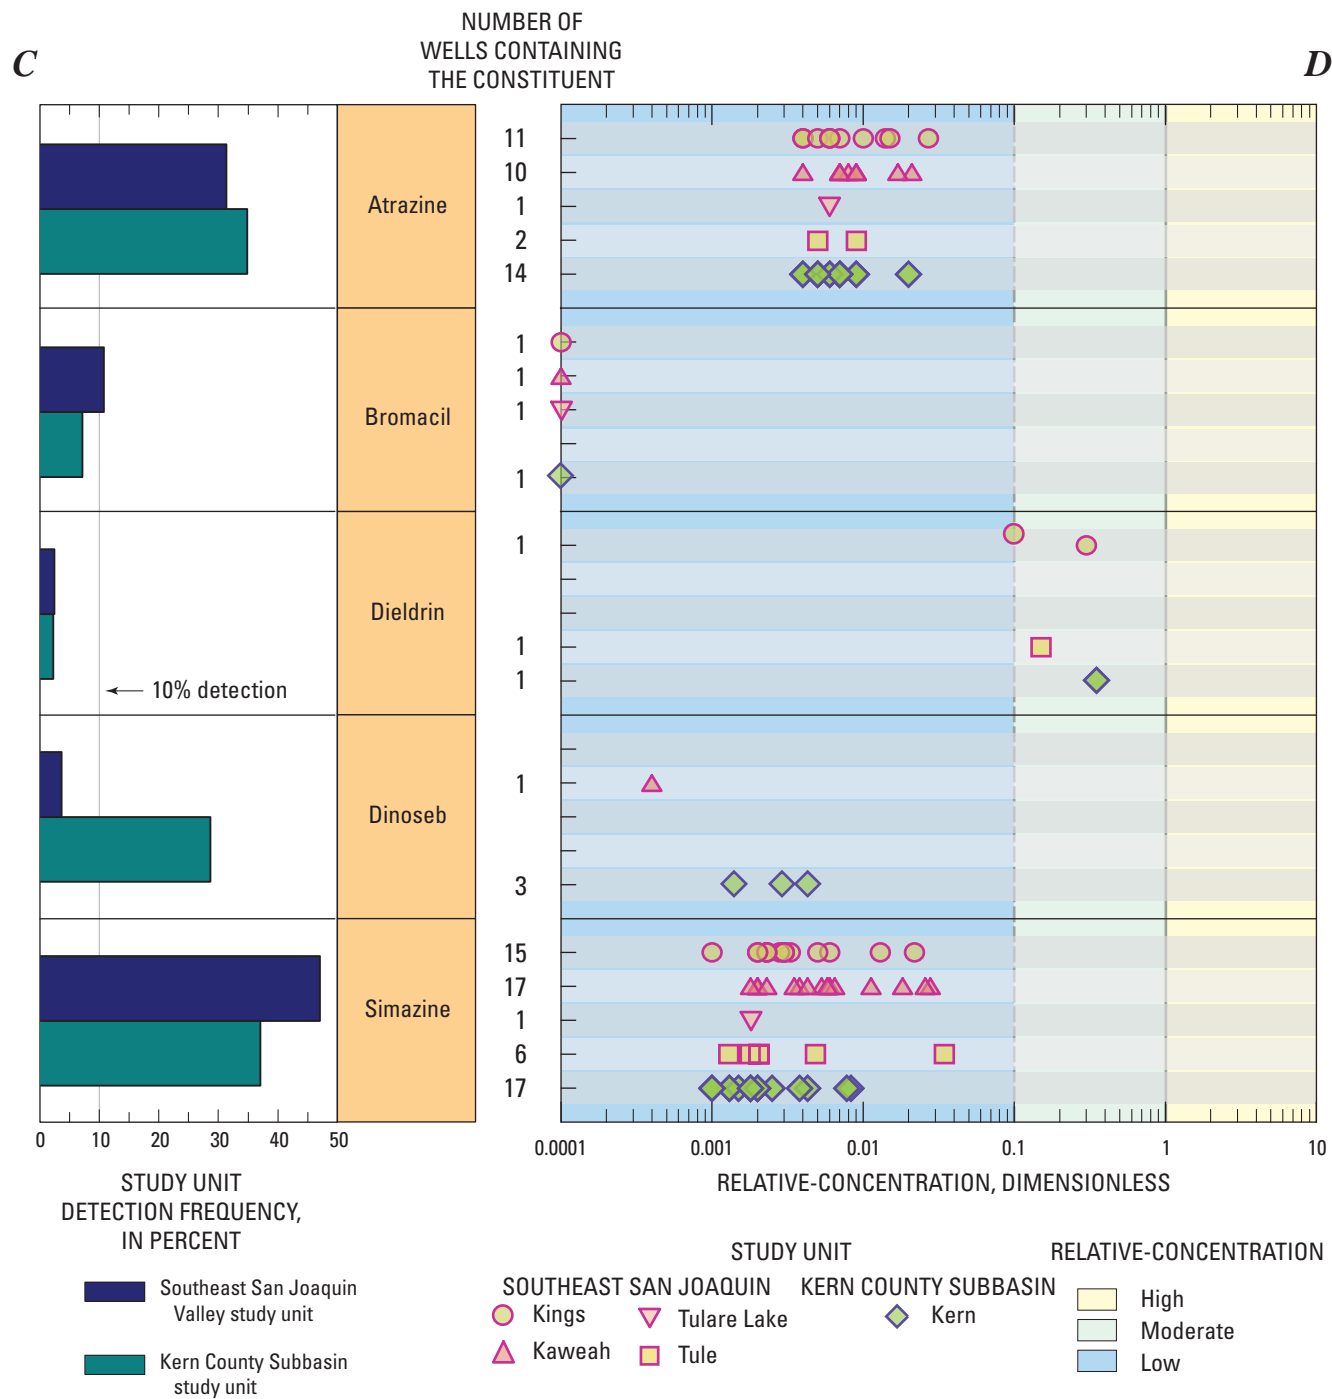 C
NUMBER OF
WELLS CONTAINING
THE CONSTITUENT
D
Atrazine
11
10
1
2
14
Bromacil
1
1
1
1
Dieldrin
1
1
1
10% detection
Dinoseb
1
3
Simazine
15
17
1
6
17
0 10 20 30 40 50
0.0001 0.001 0.01 0.1 1 10
STUDY UNIT
DETECTION FREQUENCY,
IN PERCENT
RELATIVE-CONCENTRATION, DIMENSIONLESS
Southeast San Joaquin
Valley study unit
Kern County Subbasin
study unit
STUDY UNIT
SOUTHEAST SAN JOAQUIN KERN COUNTY SUBBASIN
Kings Tulare Lake Kern
Kaweah Tule
RELATIVE-CONCENTRATION
High
Moderate
Low